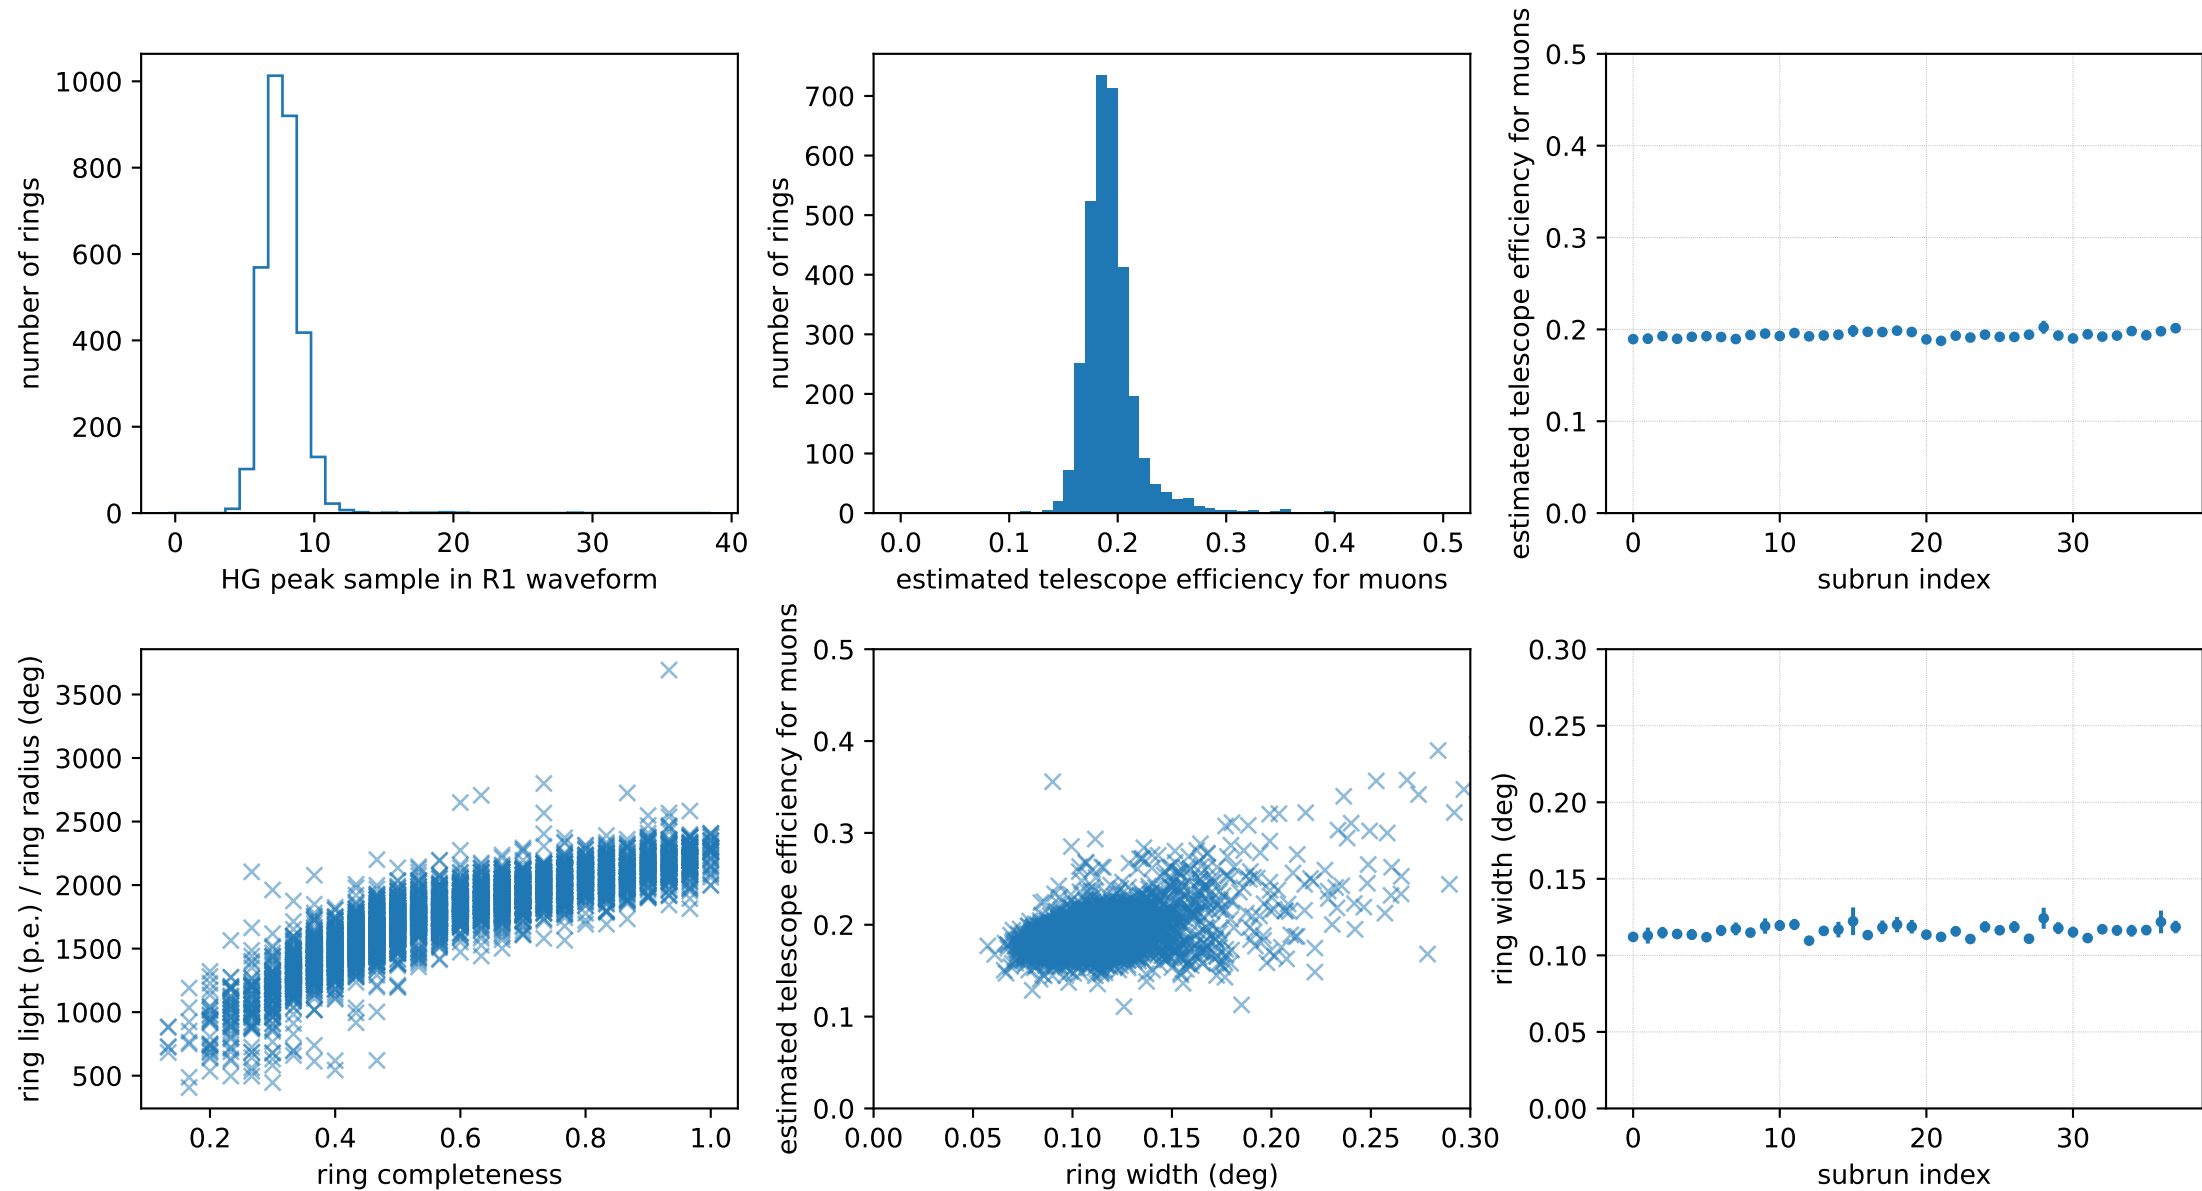 1000
800
600
400
200
0
number of rings
0 10 20 30 40
HG peak sample in R1 waveform
700
600
500
400
300
200
100
0
number of rings
0.0 0.1 0.2 0.3 0.4 0.5
estimated telescope efficiency for muons
0.5
0.4
0.3
0.2
0.1
0.0
estimated telescope efficiency for muons
0 10 20 30
subrun index
3500
3000
2500
2000
1500
1000
500
ring light (p.e.) / ring radius (deg)
0.2 0.4 0.6 0.8 1.0
ring completeness
0.5
0.4
0.3
0.2
0.1
0.0
estimated telescope efficiency for muons
0.00 0.05 0.10 0.15 0.20 0.25 0.30
ring width (deg)
0.30
0.25
0.20
0.15
0.10
0.05
0.00
ring width (deg)
0 10 20 30
subrun index